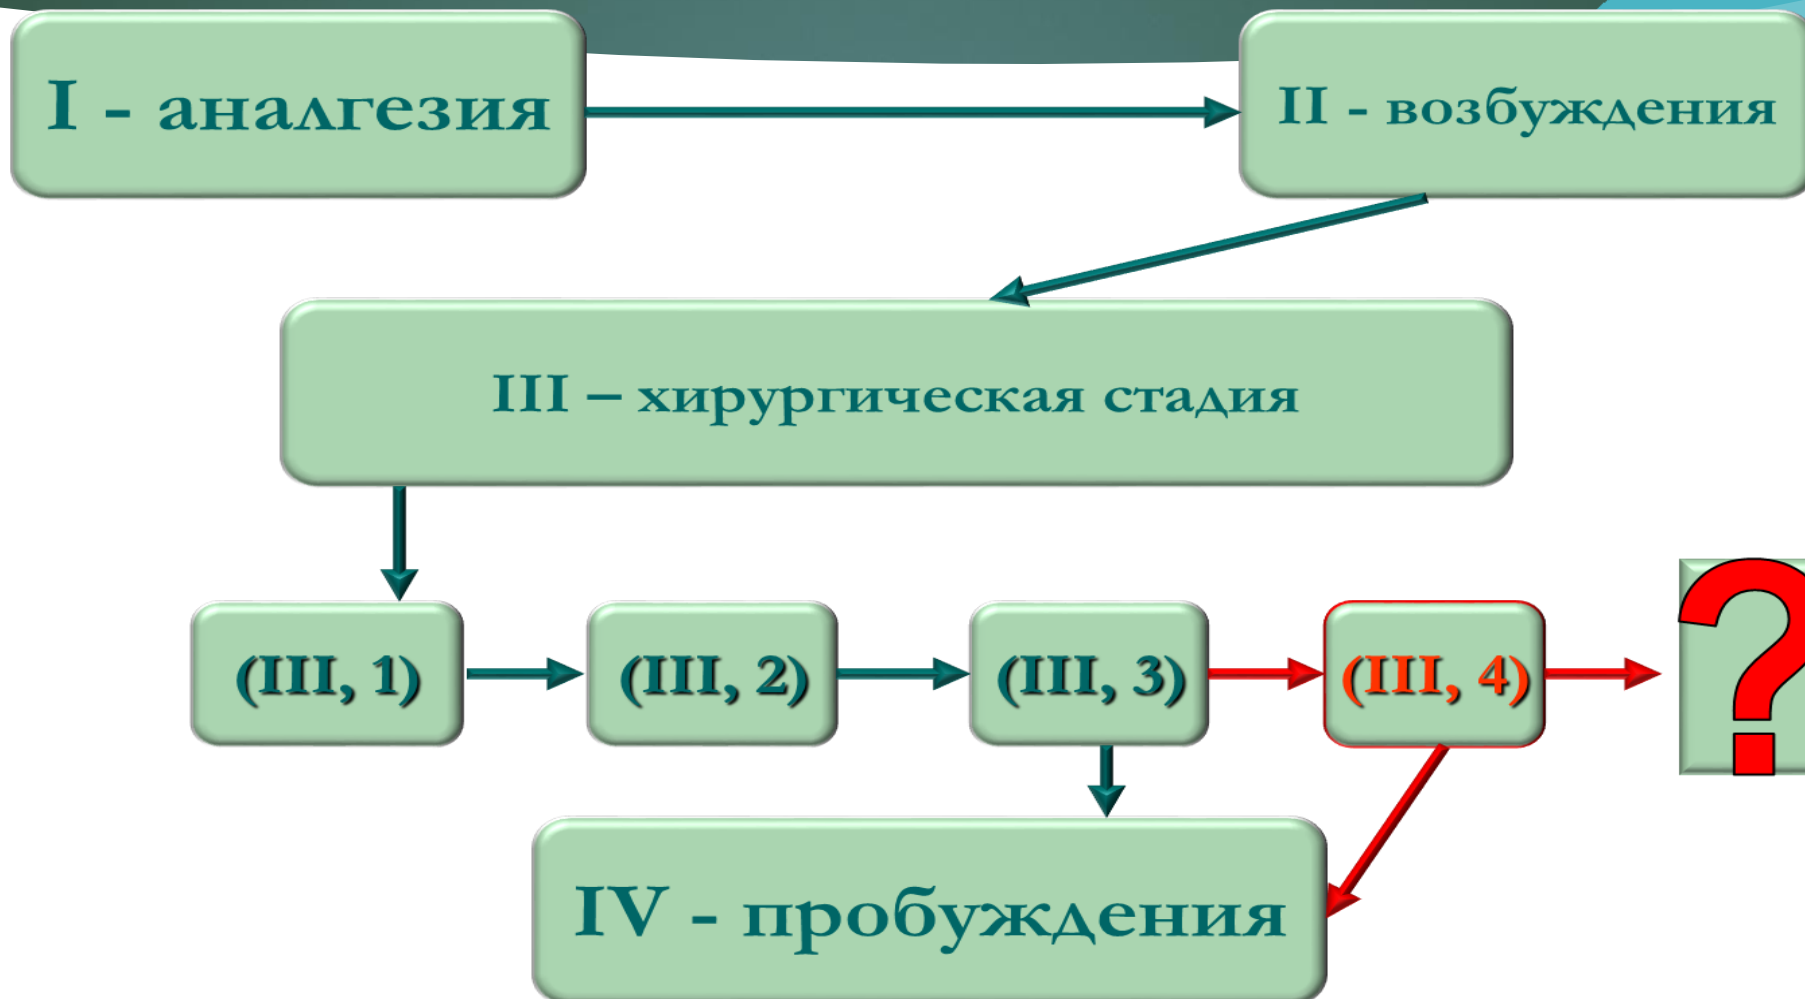 I - аналгезия
II - возбуждения
III – хирургическая стадия
(III, 1)
(III, 2)
(III, 3)
(III, 4)
?
IV - пробуждения